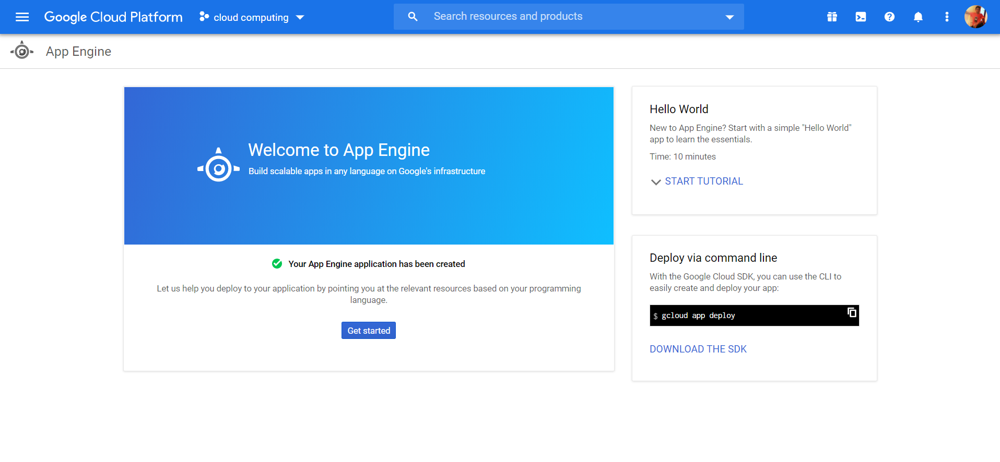 Google Cloud Platform
cloud computing
Search resources and products
App Engine
Welcome to App Engine
Build scalable apps in any language on Google's infrastructure
Your App Engine application has been created
Let us help you deploy to your application by pointing you at the relevant resources based on your programming
language.
Get started
Hello World
New to App Engine? Start with a simple "Hello World"
app to learn the essentials.
Time: 10 minutes
START TUTORIAL
Deploy via command line
With the Google Cloud SDK, you can use the CLI to
easily create and deploy your app:
$ gcloud app deploy
DOWNLOAD THE SDK